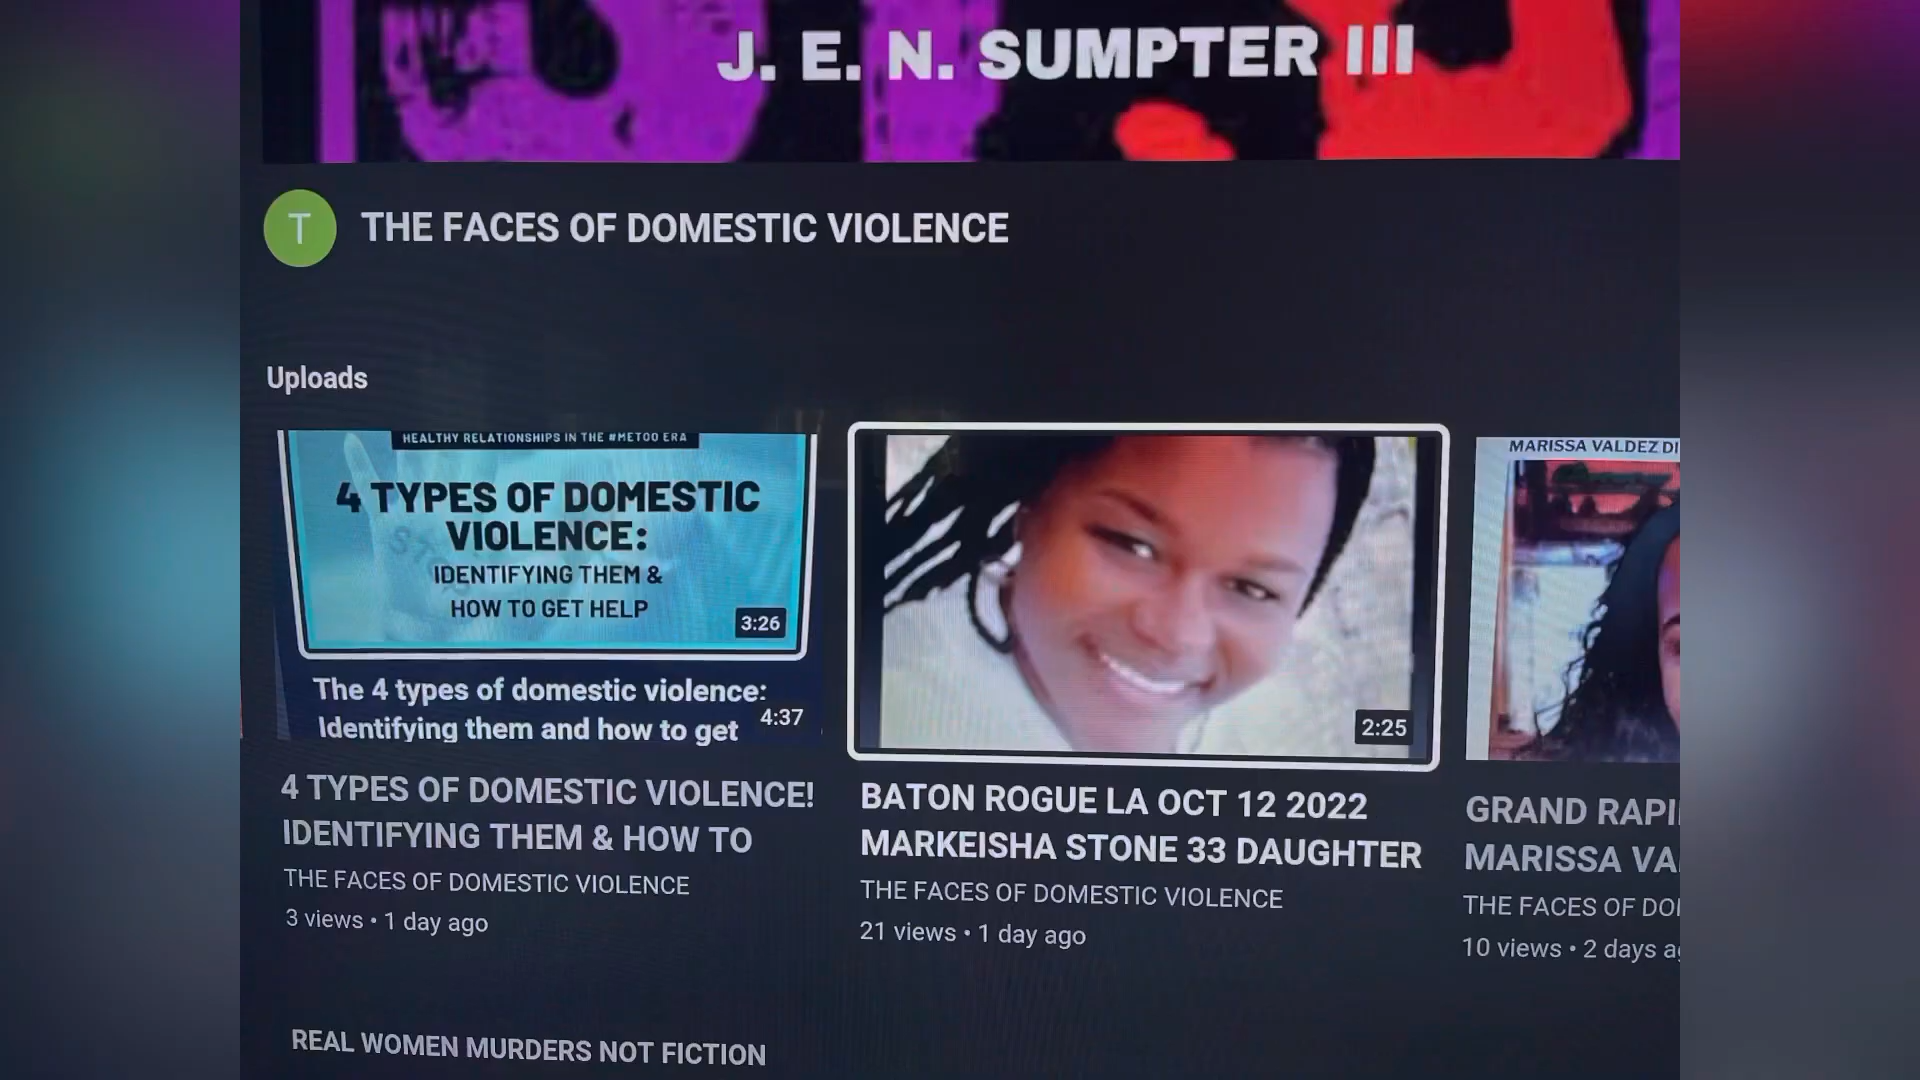 J. E. N. SUMPTER III
T
THE FACES OF DOMESTIC VIOLENCE
Uploads
HEALTHY RELATIONSHIPS IN THE #METOO ERA
4 TYPES OF DOMESTIC
VIOLENCE:
IDENTIFYING THEM &
HOW TO GET HELP
3:26
The 4 types of domestic violence:
Identifying them and how to get
4:37
4 TYPES OF DOMESTIC VIOLENCE!
IDENTIFYING THEM & HOW TO
THE FACES OF DOMESTIC VIOLENCE
3 views • 1 day ago
2:25
BATON ROGUE LA OCT 12 2022
MARKEISHA STONE 33 DAUGHTER
THE FACES OF DOMESTIC VIOLENCE
21 views • 1 day ago
MARISSA VALDEZ DI
GRAND RAPI
MARISSA VA
THE FACES OF DO
10 views • 2 days a
REAL WOMEN MURDERS NOT FICTION